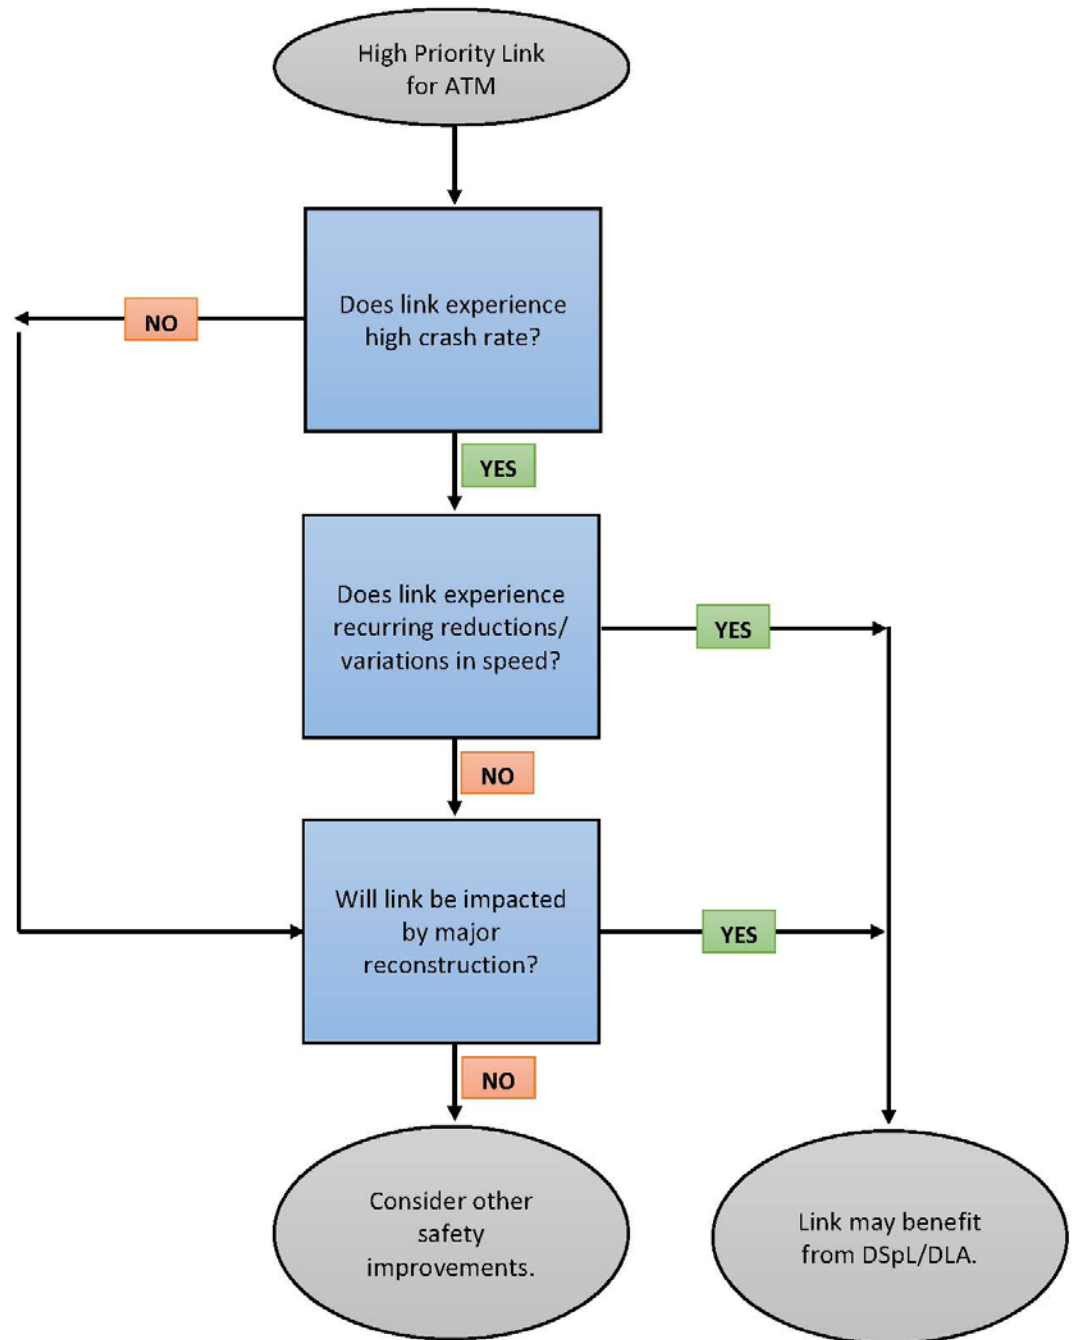 High Priority Link
for ATM
Does link experience
high crash rate?
NO
YES
Does link experience
recurring reductions/
variations in speed?
YES
NO
Will link be impacted
by major
reconstruction?
YES
NO
Consider other
safety
improvements.
Link may benefit
from DSpL/DLA.